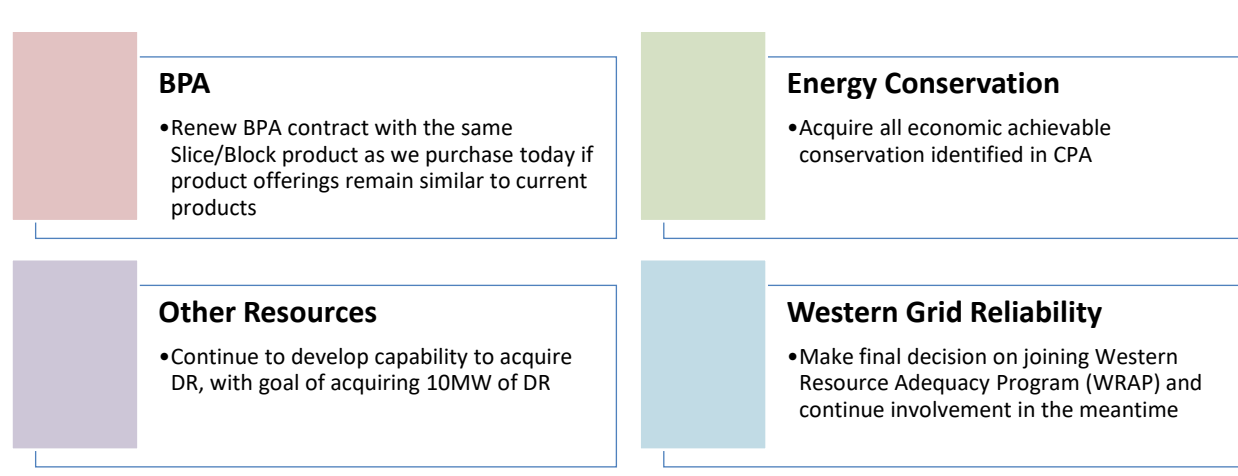 BPA
•Renew BPA contract with the same
Slice/Block product as we purchase today if
product offerings remain similar to current
products
Energy Conservation
•Acquire all economic achievable
conservation identified in CPA
Other Resources
•Continue to develop capability to acquire
DR, with goal of acquiring 10MW of DR
Western Grid Reliability
•Make final decision on joining Western
Resource Adequacy Program (WRAP) and
continue involvement in the meantime